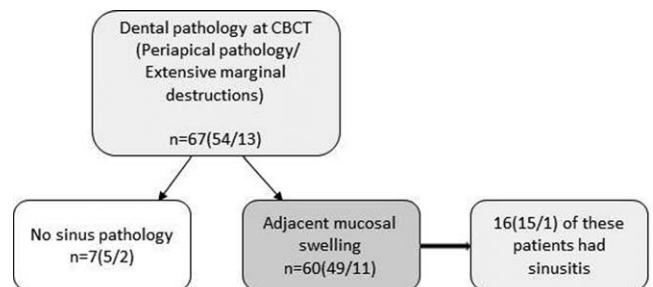 Dental pathology at CBCT
(Periapical pathology/
Extensive marginal
destructions)
n=67(54/13)
No sinus pathology
n=7(5/2)
Adjacent mucosal
swelling
n=60(49/11)
16(15/1) of these
patients had
sinusitis